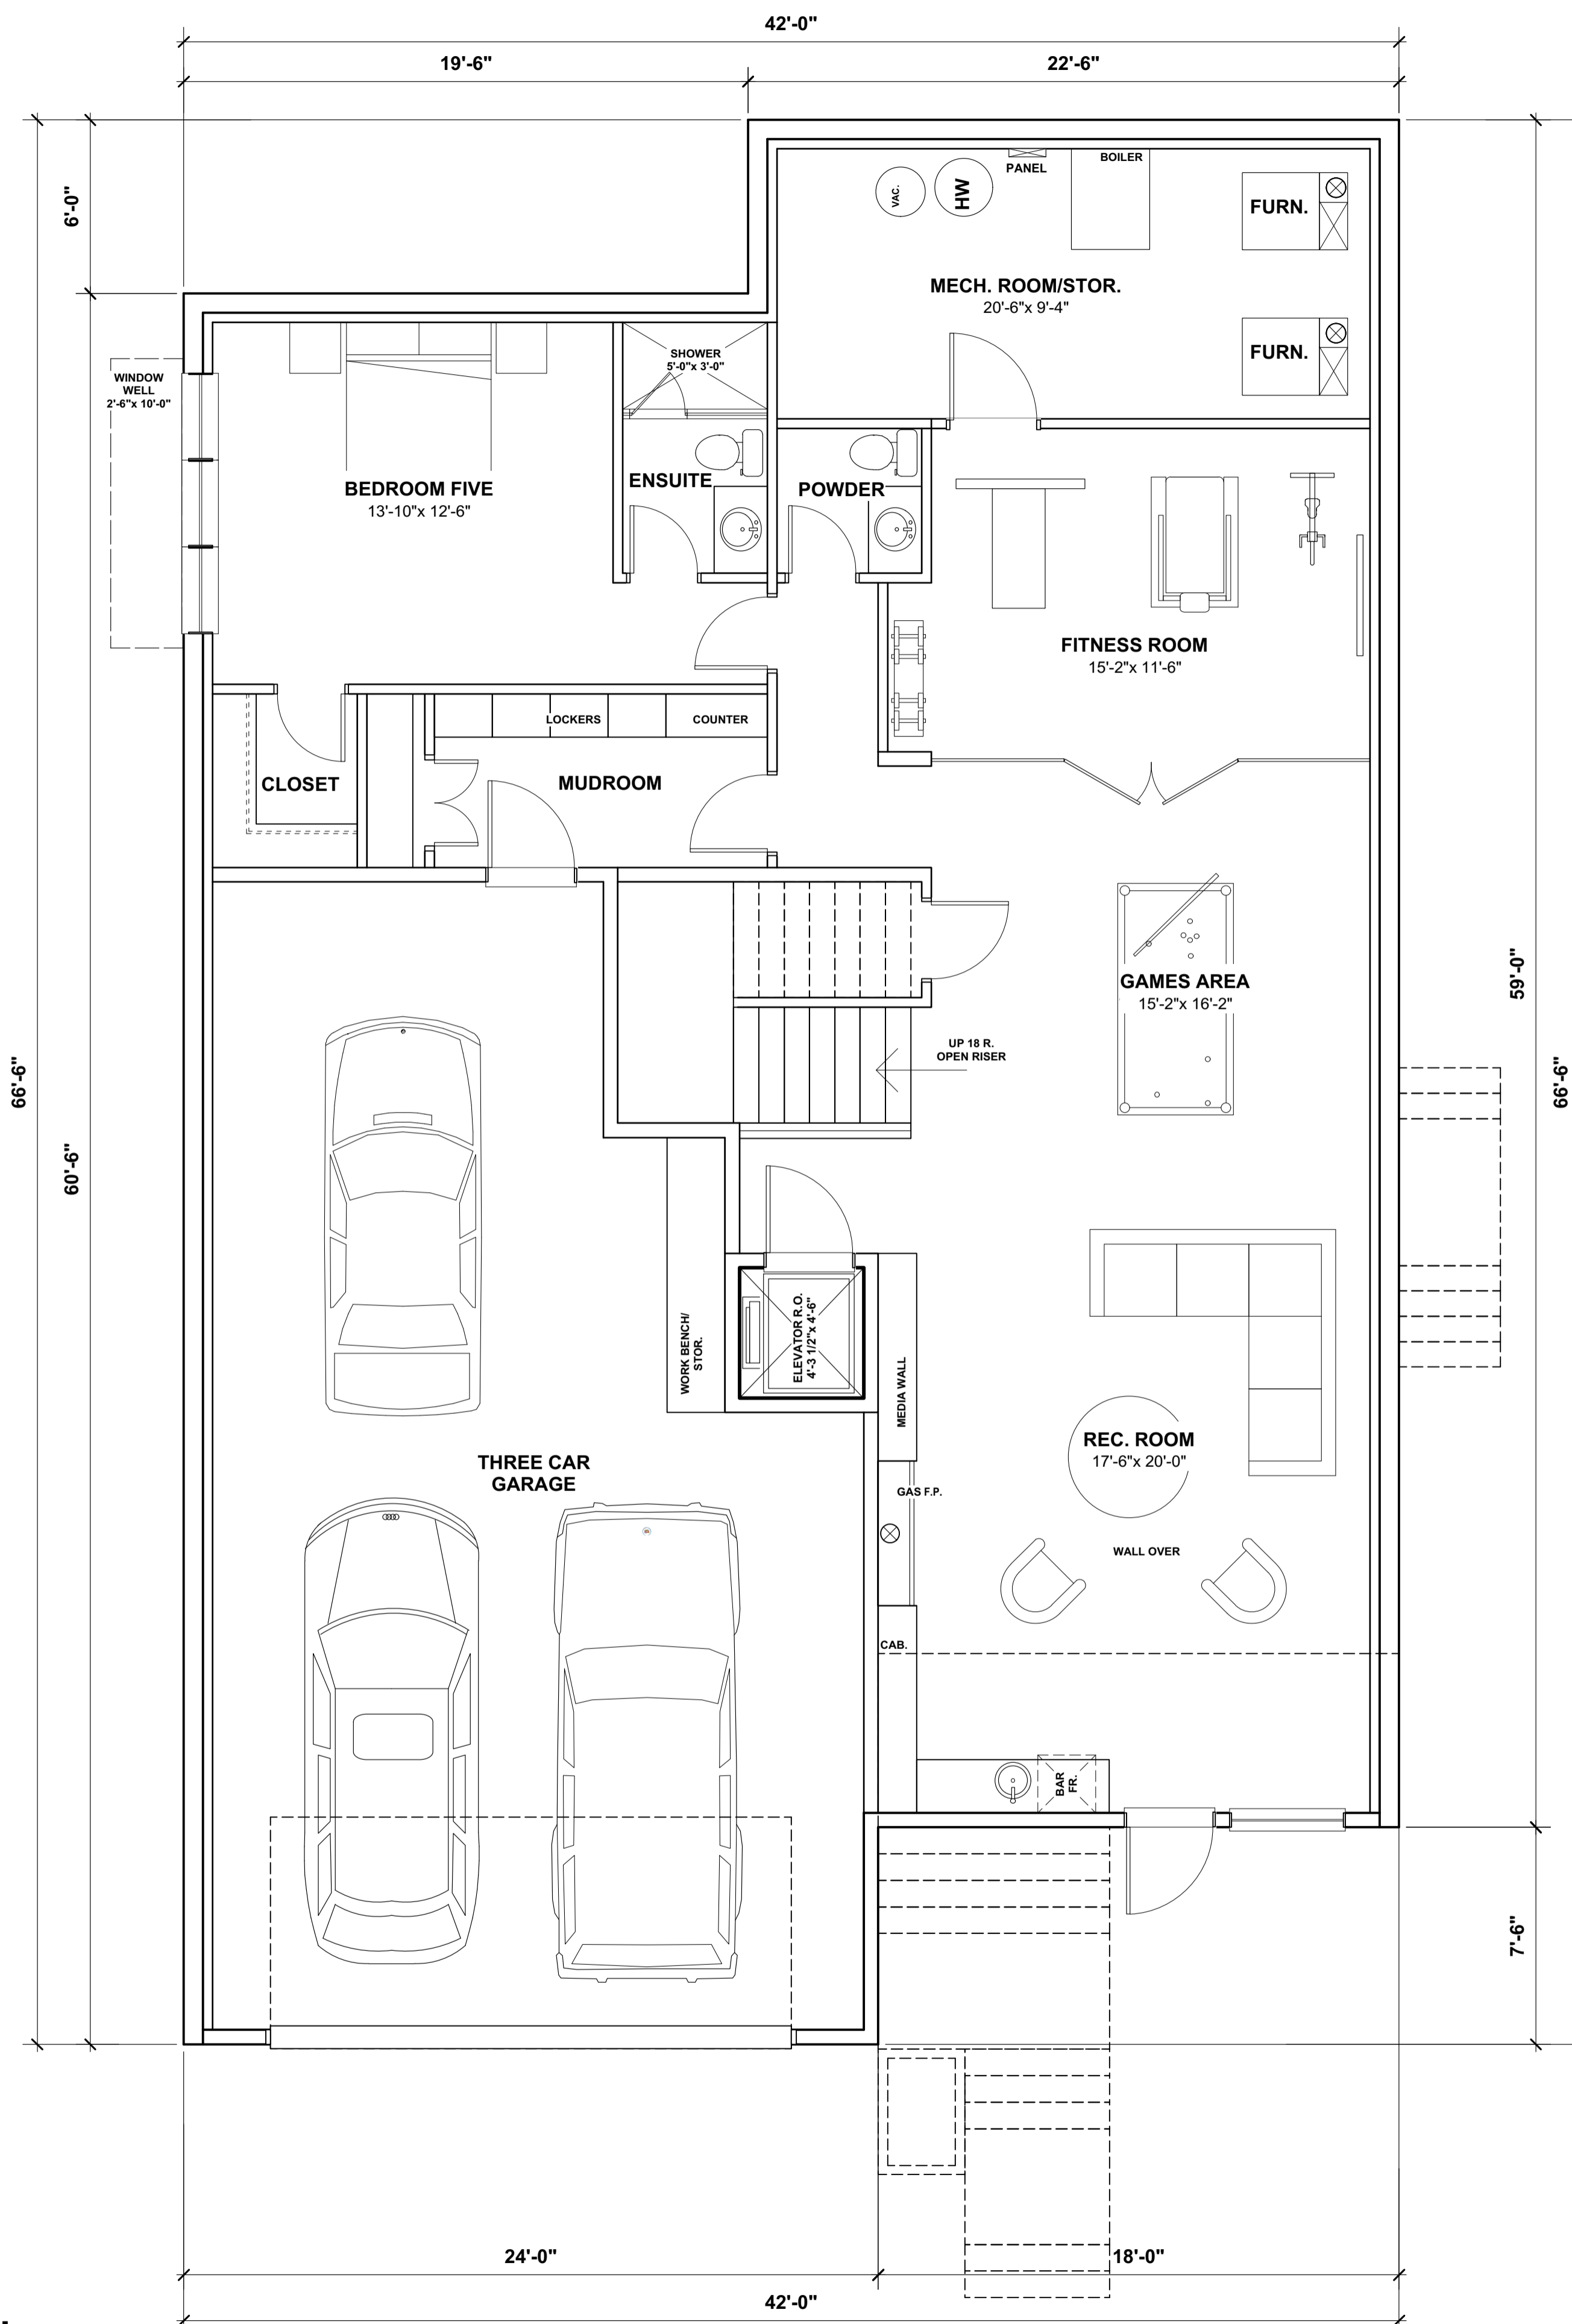 42'-0"
19'-6"
22'-6"
6'-0"
VAC.
HW
PANEL
BOILER
FURN.
MECH. ROOM/STOR.
20'-6"x 9'-4"
FURN.
WINDOW
WELL
2'-6"x 10'-0"
SHOWER
5'-0"x 3'-0"
BEDROOM FIVE
13'-10"x 12'-6"
ENSUITE
POWDER
FITNESS ROOM
15'-2"x 11'-6"
LOCKERS
COUNTER
CLOSET
MUDROOM
GAMES AREA
15'-2"x 16'-2"
59'-0"
UP 18 R.
OPEN RISER
66'-6"
66'-6"
60'-6"
WORK BENCH/
STOR.
ELEVATOR R.O.
4'-3 1/2"x 4'-6"
MEDIA WALL
REC. ROOM
17'-6"x 20'-0"
THREE CAR
GARAGE
GAS F.P.
WALL OVER
CAB.
BAR
FR.
7'-6"
24'-0"
18'-0"
42'-0"